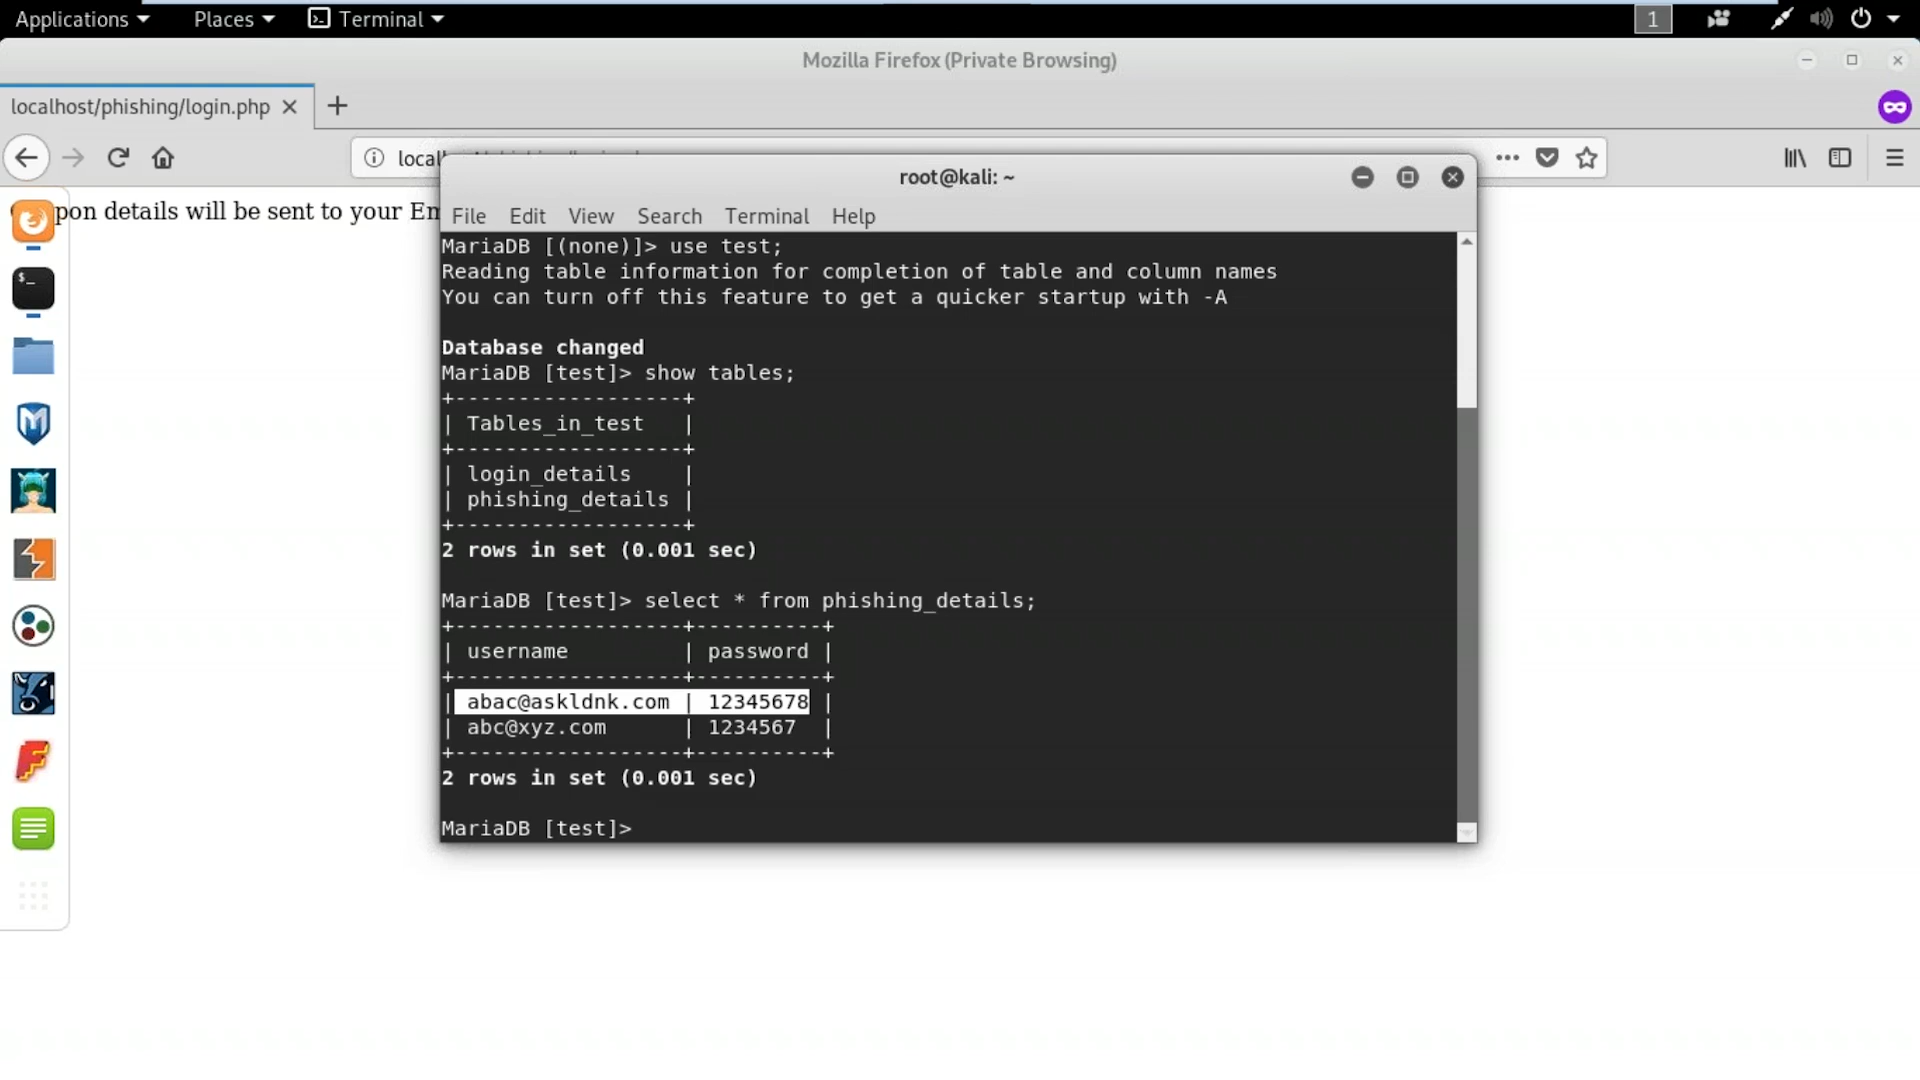 Applications Places Terminal 1
Mozilla Firefox (Private Browsing)
localhost/phishing/login.php
root@kali: ~
pon details will be sent to your Em
File Edit View Search Terminal Help
MariaDB [(none)]> use test;
Reading table information for completion of table and column names
You can turn off this feature to get a quicker startup with -A
Database changed
MariaDB [test]> show tables;
+------------------+
| Tables_in_test   |
+------------------+
| login_details    |
| phishing_details |
+------------------+
2 rows in set (0.001 sec)
MariaDB [test]> select * from phishing_details;
+------------------+----------+
| username         | password |
+------------------+----------+
| abac@askldnk.com | 12345678 |
| abc@xyz.com      | 1234567  |
+------------------+----------+
2 rows in set (0.001 sec)
MariaDB [test]>